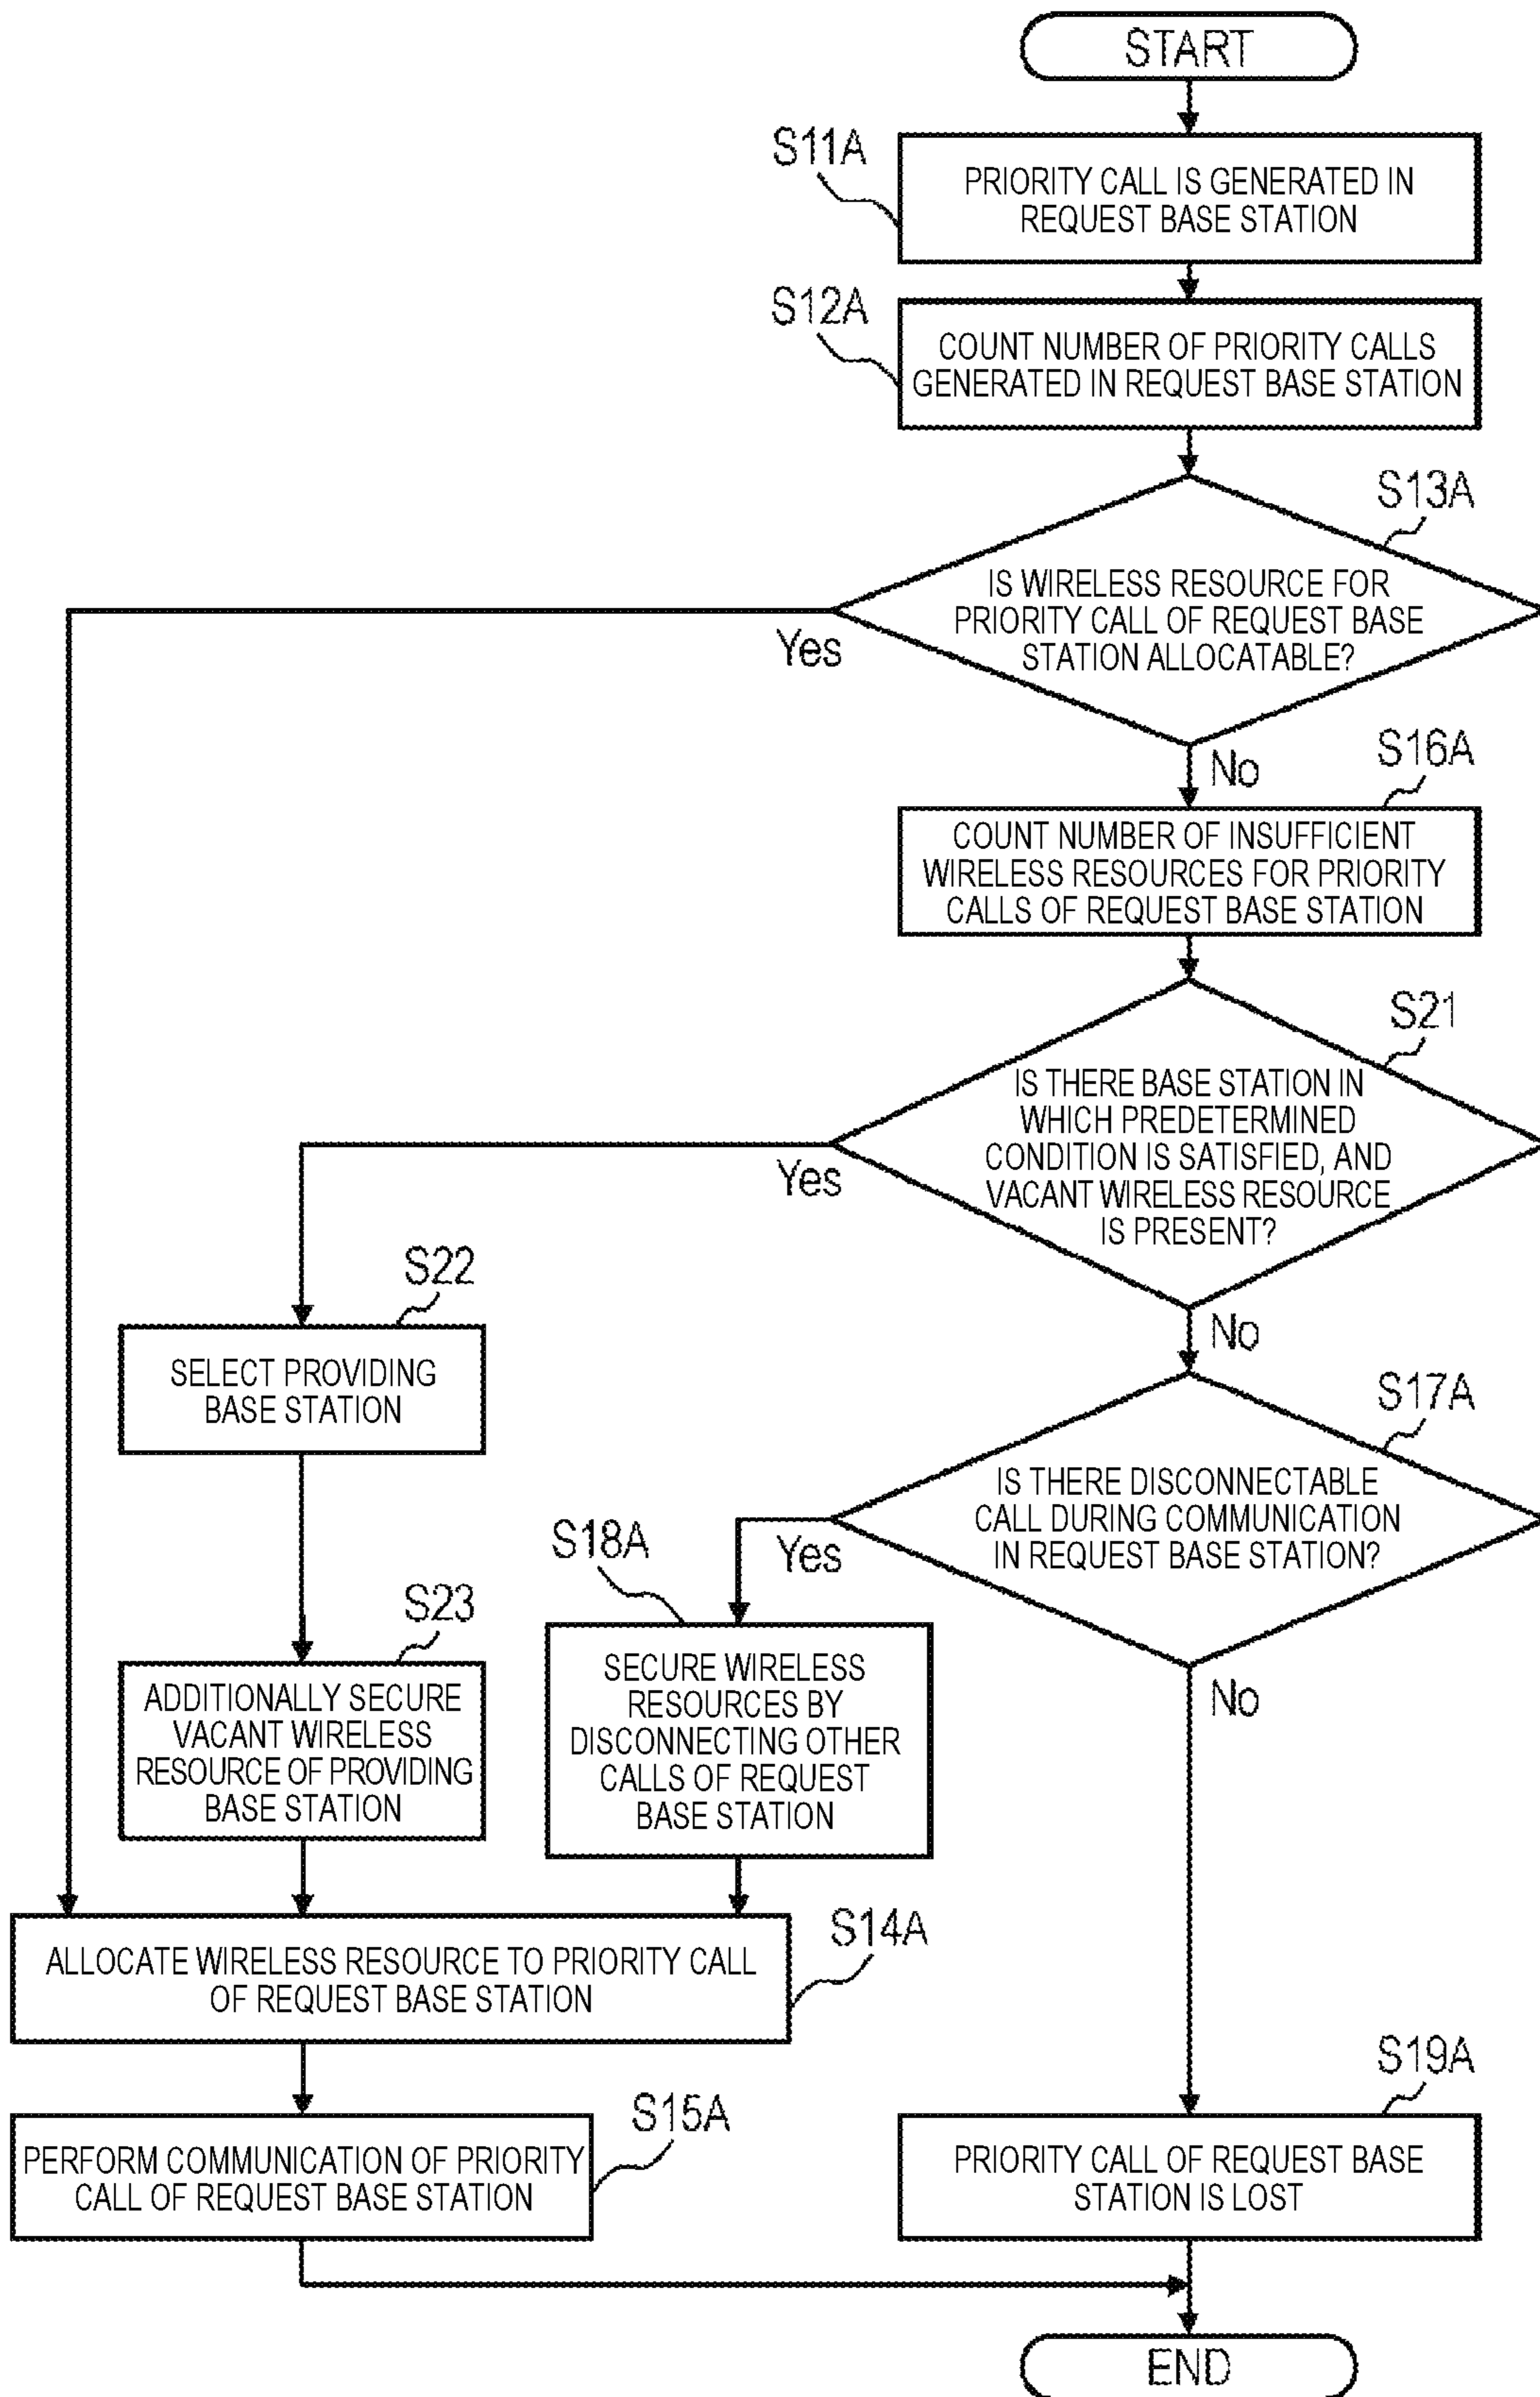 START
S11A
PRIORITY CALL IS GENERATED IN
REQUEST BASE STATION
S12A
COUNT NUMBER OF PRIORITY CALLS
GENERATED IN REQUEST BASE STATION
S13A
IS WIRELESS RESOURCE FOR
PRIORITY CALL OF REQUEST BASE
STATION ALLOCATABLE?
Yes
No
S16A
COUNT NUMBER OF INSUFFICIENT
WIRELESS RESOURCES FOR PRIORITY
CALLS OF REQUEST BASE STATION
S21
IS THERE BASE STATION IN
WHICH PREDETERMINED
CONDITION IS SATISFIED, AND
VACANT WIRELESS RESOURCE
IS PRESENT?
Yes
No
S22
SELECT PROVIDING
BASE STATION
S17A
IS THERE DISCONNECTABLE
CALL DURING COMMUNICATION
IN REQUEST BASE STATION?
Yes
No
S18A
SECURE WIRELESS
RESOURCES BY
DISCONNECTING OTHER
CALLS OF REQUEST
BASE STATION
S23
ADDITIONALLY SECURE
VACANT WIRELESS
RESOURCE OF PROVIDING
BASE STATION
S14A
ALLOCATE WIRELESS RESOURCE TO PRIORITY CALL
OF REQUEST BASE STATION
S15A
PERFORM COMMUNICATION OF PRIORITY
CALL OF REQUEST BASE STATION
S19A
PRIORITY CALL OF REQUEST BASE
STATION IS LOST
END